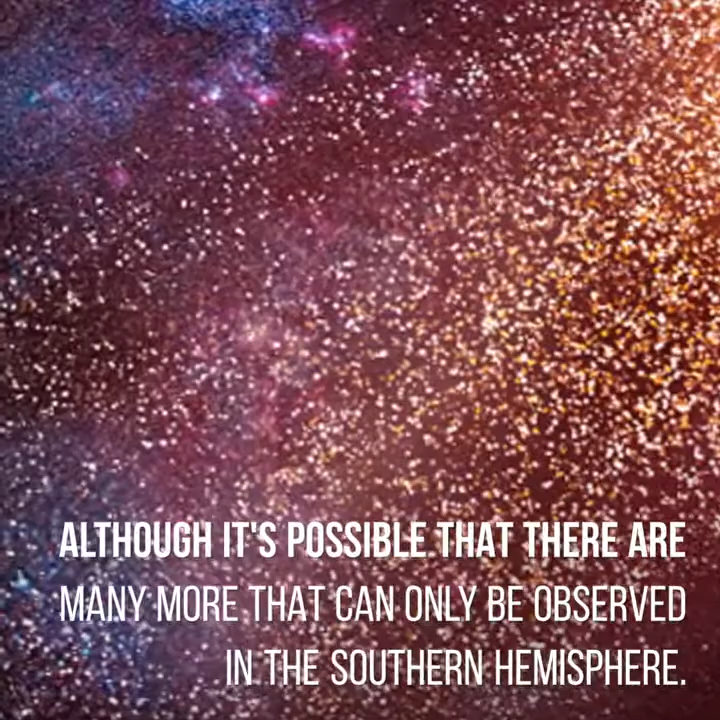 ALTHOUGH IT'S POSSIBLE THAT THERE ARE
MANY MORE THAT CAN ONLY BE OBSERVED
IN THE SOUTHERN HEMISPHERE.